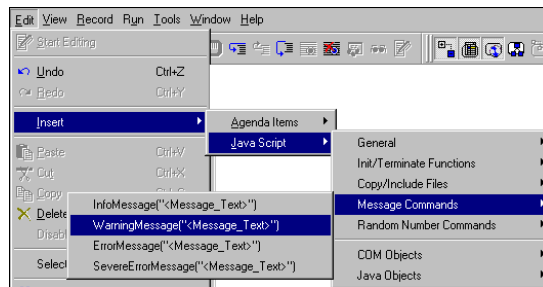 Edit View Record Run Tools Window Help
Start Editing
Undo Ctrl+Z
Redo Ctrl+Y
Insert
Agenda Items
Java Script
General
Init/Terminate Functions
Copy/Include Files
Message Commands
Random Number Commands
COM Objects
Java Objects
Paste Ctrl+V
Cut Ctrl+X
Copy
Delete
InfoMessage("<Message_Text>")
WarningMessage("<Message_Text>")
ErrorMessage("<Message_Text>")
SevereErrorMessage("<Message_Text>")